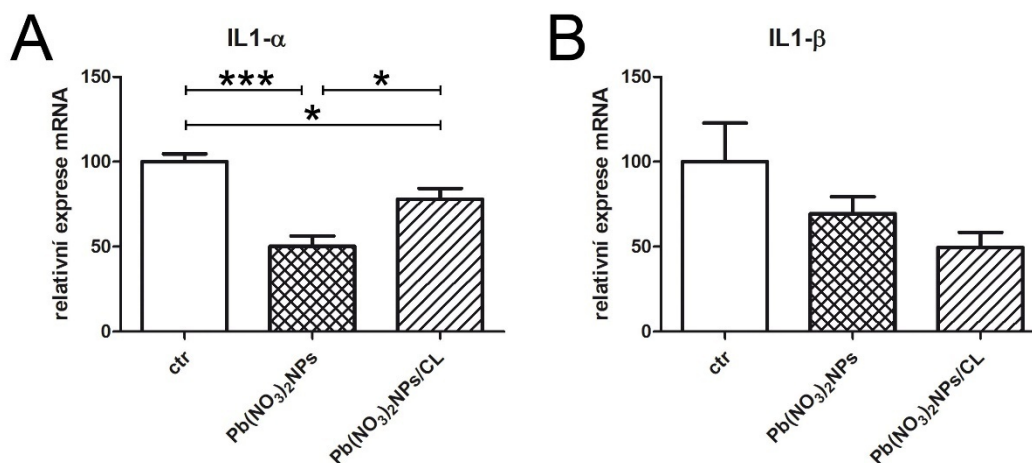 A
IL1-α
relativní exprese mRNA
150
100
50
0
***
*
*
ctr
Pb(NO₃)₂NPs
Pb(NO₃)₂NPs/CL
B
IL1-β
relativní exprese mRNA
150
100
50
0
ctr
Pb(NO₃)₂NPs
Pb(NO₃)₂NPs/CL